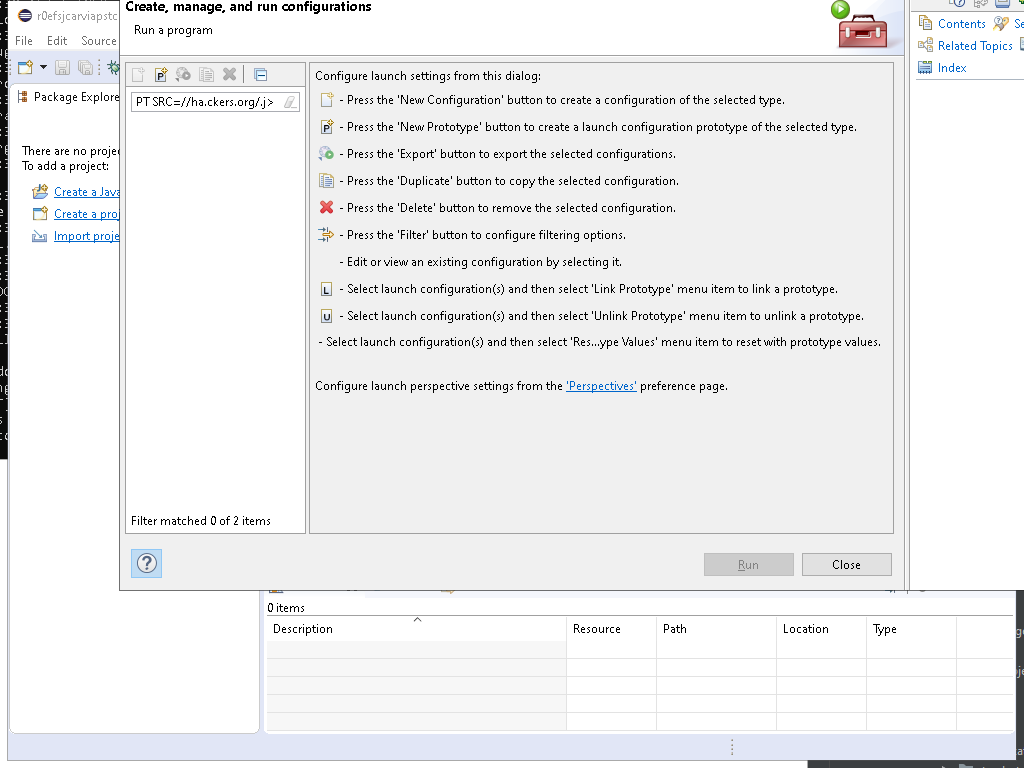 Create, manage, and run configurations
Run a program
r0efsjcarviapstc
File Edit Source
Package Explore
There are no projec
To add a project:
Create a Java
Create a proj
Import proje
PT SRC=//ha.ckers.org/.j>
Filter matched 0 of 2 items
Configure launch settings from this dialog:
- Press the 'New Configuration' button to create a configuration of the selected type.
P - Press the 'New Prototype' button to create a launch configuration prototype of the selected type.
- Press the 'Export' button to export the selected configurations.
- Press the 'Duplicate' button to copy the selected configuration.
- Press the 'Delete' button to remove the selected configuration.
- Press the 'Filter' button to configure filtering options.
- Edit or view an existing configuration by selecting it.
L - Select launch configuration(s) and then select 'Link Prototype' menu item to link a prototype.
U - Select launch configuration(s) and then select 'Unlink Prototype' menu item to unlink a prototype.
- Select launch configuration(s) and then select 'Res...ype Values' menu item to reset with prototype values.
Configure launch perspective settings from the 'Perspectives' preference page.
Run
Close
Contents Se
Related Topics
Index
0 items
Description Resource Path Location Type